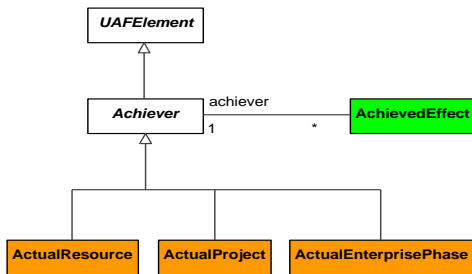 UAFElement
Achiever
achiever
AchievedEffect
1
*
ActualResource
ActualProject
ActualEnterprisePhase